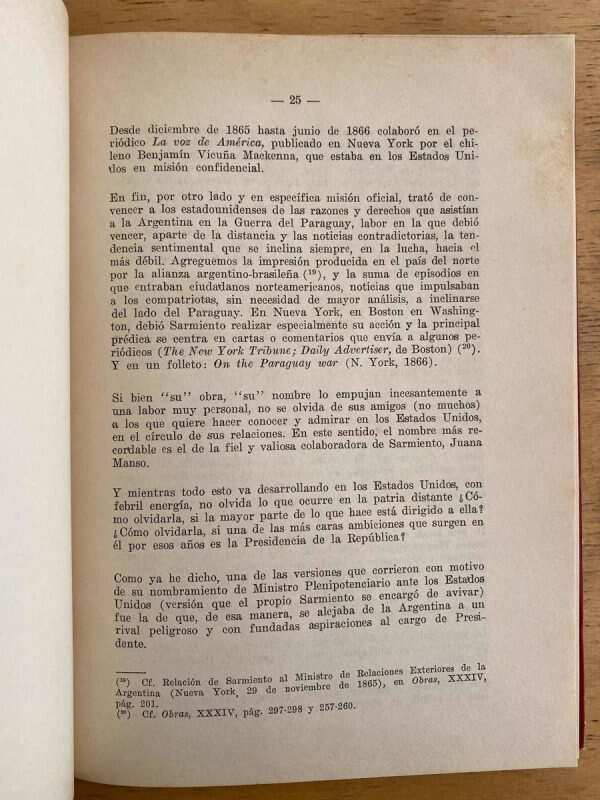 — 25 —
Desde diciembre de 1865 hasta junio de 1866 colaboró en el pe-
riódico La voz de América, publicado en Nueva York por el chi-
leno Benjamín Vicuña Mackenna, que estaba en los Estados Uni-
dos en misión confidencial.
En fin, por otro lado y en específica misión oficial, trató de con-
vencer a los estadounidenses de las razones y derechos que asistían
a la Argentina en la Guerra del Paraguay, labor en la que debió
vencer, aparte de la distancia y las noticias contradictorias, la ten-
dencia sentimental que se inclina siempre, en la lucha, hacia el
más débil. Agreguemos la impresión producida en el país del norte
por la alianza argentino-brasileña (¹⁹), y la suma de episodios en
que entraban ciudadanos norteamericanos, noticias que impulsaban
a los compatriotas, sin necesidad de mayor análisis, a inclinarse
del lado del Paraguay. En Nueva York, en Boston en Washing-
ton, debió Sarmiento realizar especialmente su acción y la principal
prédica se centra en cartas o comentarios que envía a algunos pe-
riódicos (The New York Tribune; Daily Advertiser, de Boston) (²⁰).
Y en un folleto: On the Paraguay war (N. York, 1866).
Si bien "su" obra, "su" nombre lo empujan incesantemente a
una labor muy personal, no se olvida de sus amigos (no muchos)
a los que quiere hacer conocer y admirar en los Estados Unidos,
en el círculo de sus relaciones. En este sentido, el nombre más re-
cordable es el de la fiel y valiosa colaboradora de Sarmiento, Juana
Manso.
Y mientras todo esto va desarrollando en los Estados Unidos, con
febril energía, no olvida lo que ocurre en la patria distante ¿Có-
mo olvidarla, si la mayor parte de lo que hace está dirigido a ella?
¿Cómo olvidarla, si una de las más caras ambiciones que surgen en
él por esos años es la Presidencia de la República?
Como ya he dicho, una de las versiones que corrieron con motivo
de su nombramiento de Ministro Plenipotenciario ante los Estados
Unidos (versión que el propio Sarmiento se encargó de avivar)
fue la de que, de esa manera, se alejaba de la Argentina a un
rival peligroso y con fundadas aspiraciones al cargo de Presi-
dente.
(¹⁹) Cf. Relación de Sarmiento al Ministro de Relaciones Exteriores de la
Argentina (Nueva York, 29 de noviembre de 1865), en Obras, XXXIV,
pág. 201.
(²⁰) Cf. Obras, XXXIV, pág. 297-298 y 257-260.